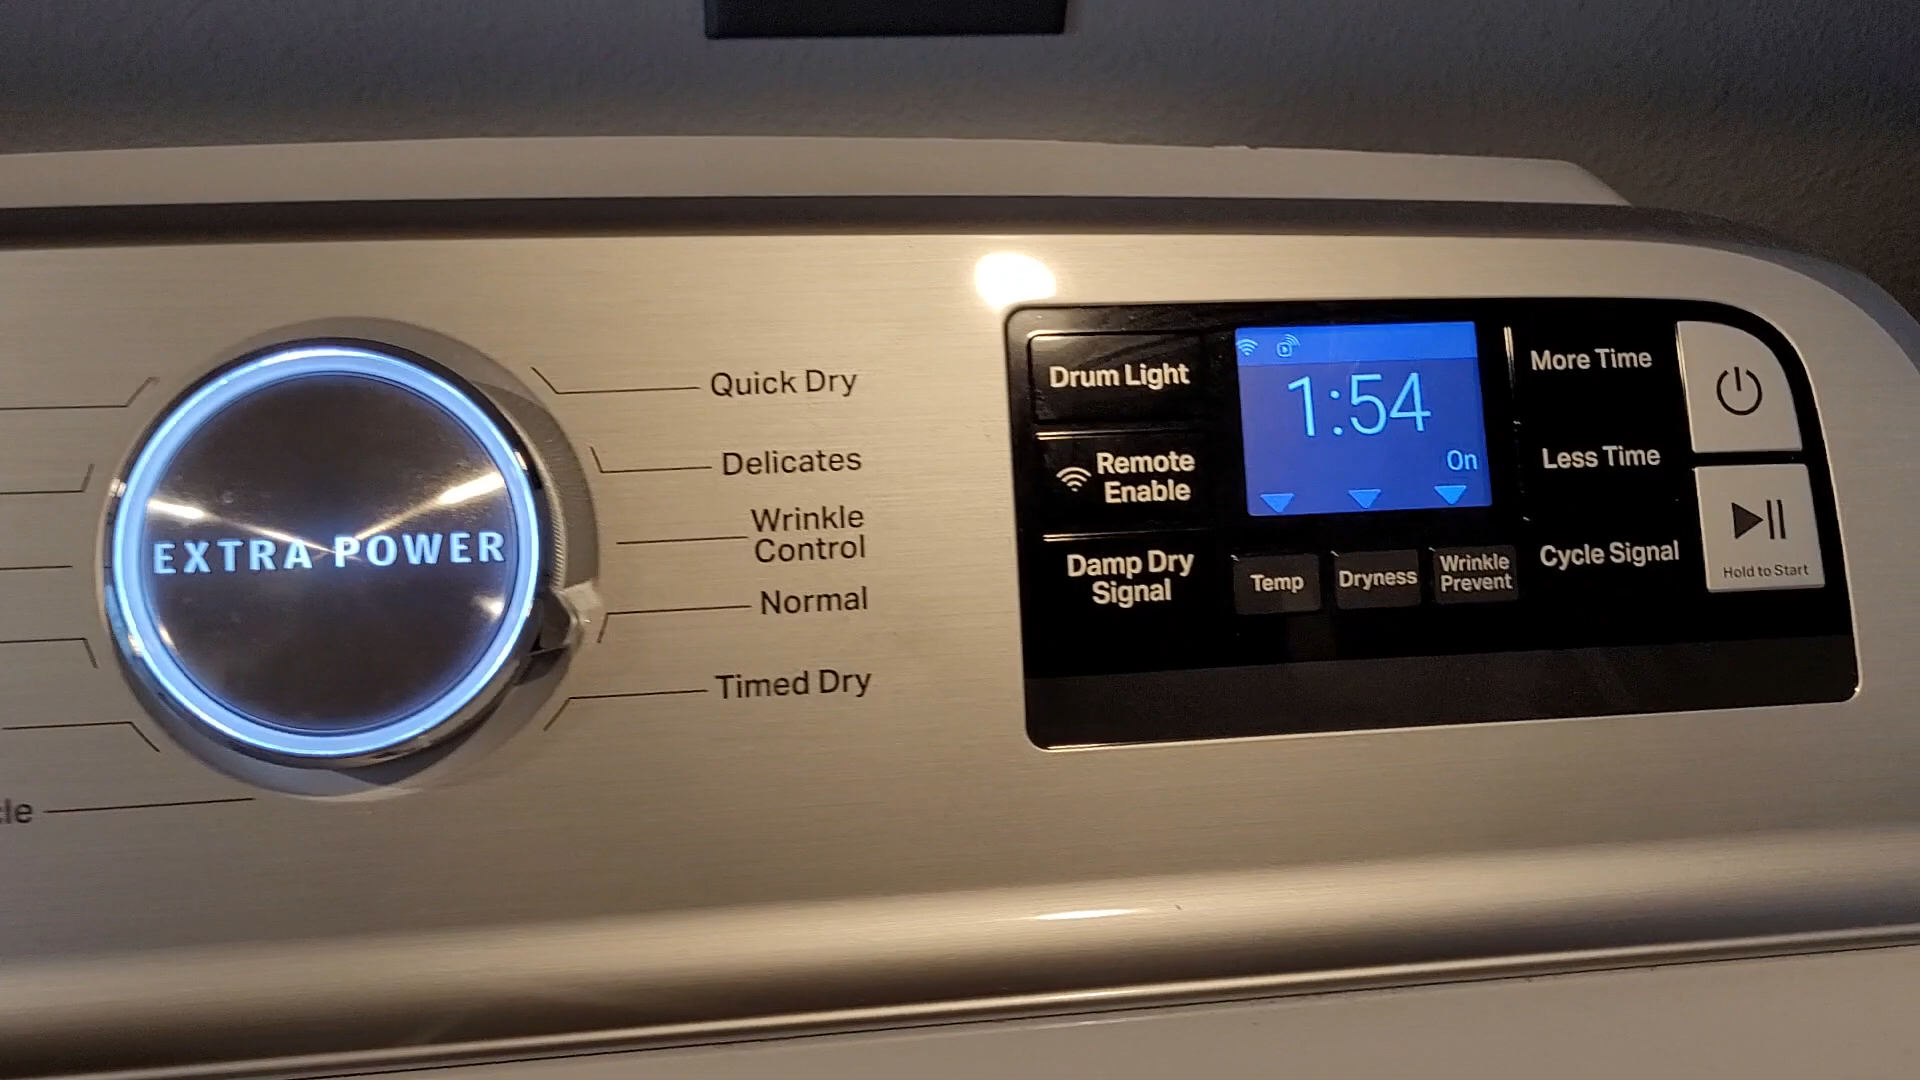 Quick Dry
Delicates
Wrinkle
Control
Normal
Timed Dry
EXTRA POWER
Drum Light
Remote
Enable
Damp Dry
Signal
1:54
On
Temp
Dryness
Wrinkle
Prevent
More Time
Less Time
Cycle Signal
Hold to Start